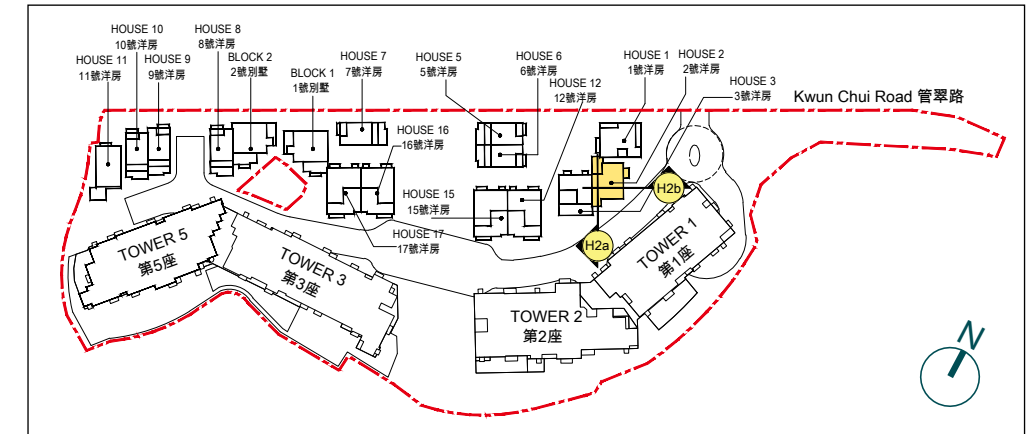 HOUSE 10
10號洋房
HOUSE 8
8號洋房
HOUSE 11
11號洋房
HOUSE 9
9號洋房
BLOCK 2
2號別墅
BLOCK 1
1號別墅
HOUSE 7
7號洋房
HOUSE 5
5號洋房
HOUSE 6
6號洋房
HOUSE 12
12號洋房
HOUSE 1
1號洋房
HOUSE 2
2號洋房
HOUSE 3
3號洋房
Kwun Chui Road 管翠路
HOUSE 16
16號洋房
HOUSE 15
15號洋房
HOUSE 17
17號洋房
H2b
H2a
TOWER 5
第5座
TOWER 3
第3座
TOWER 2
第2座
TOWER 1
第1座
N